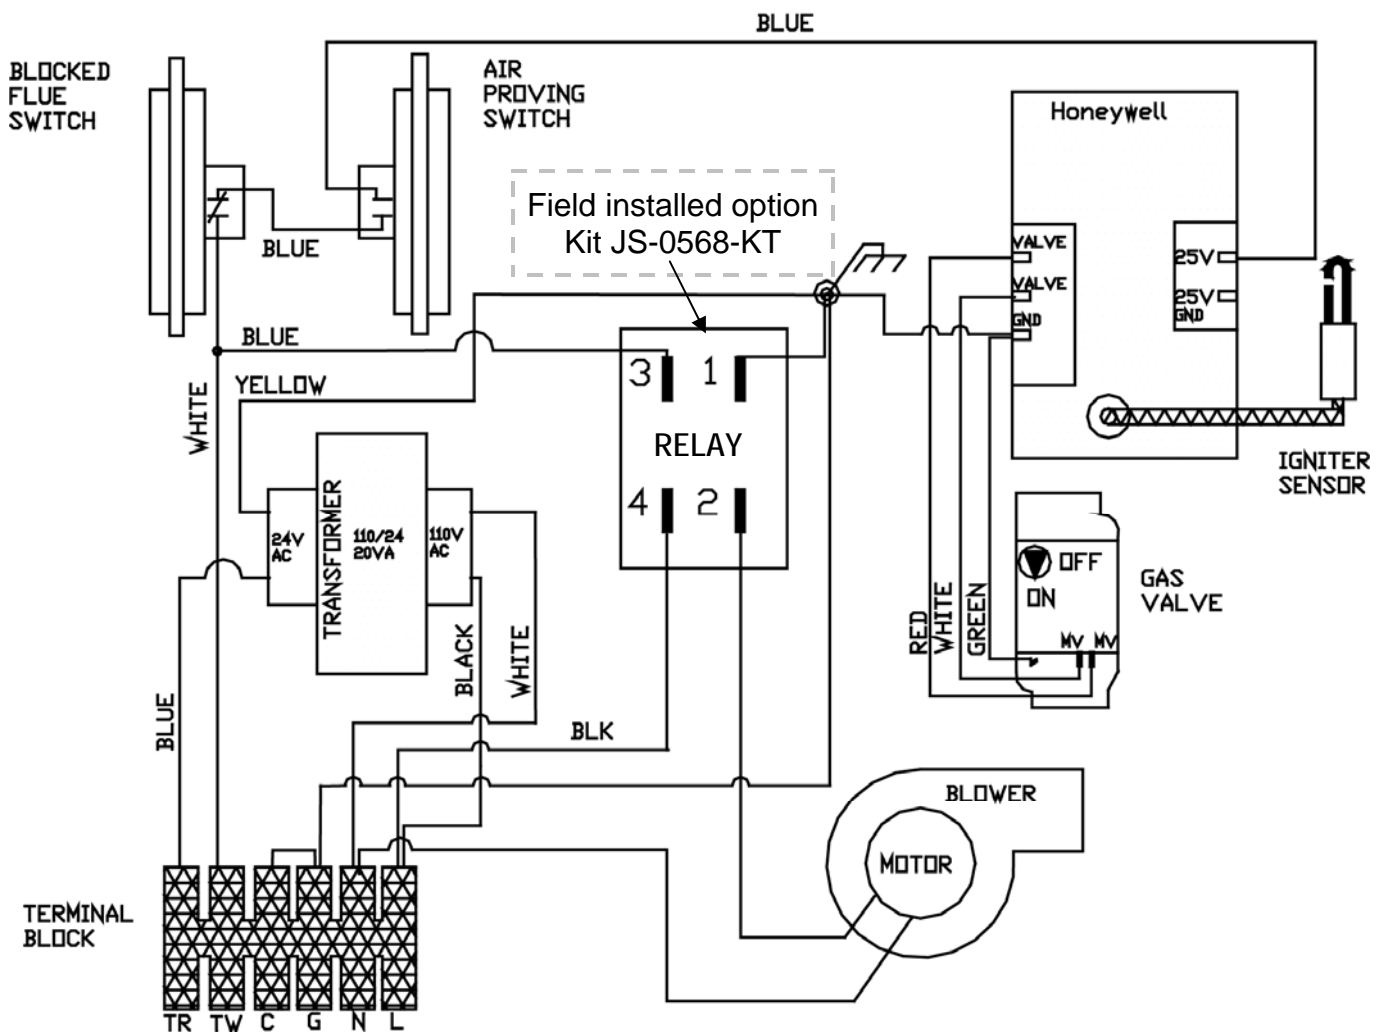 BLUE
BLOCKED
FLUE
SWITCH
AIR
PROVING
SWITCH
Honeywell
Field installed option
Kit JS-0568-KT
BLUE
VALVE
25V
VALVE
25V
GND
GND
BLUE
3
1
YELLOW
WHITE
RELAY
IGNITER
SENSOR
4
2
24V
AC
TRANSFORMER
110/24
20VA
110V
AC
OFF
ON
GAS
VALVE
RED
WHITE
GREEN
MV
MV
BLACK
WHITE
BLUE
BLK
BLOWER
MOTOR
TERMINAL
BLOCK
TR TW C G N L